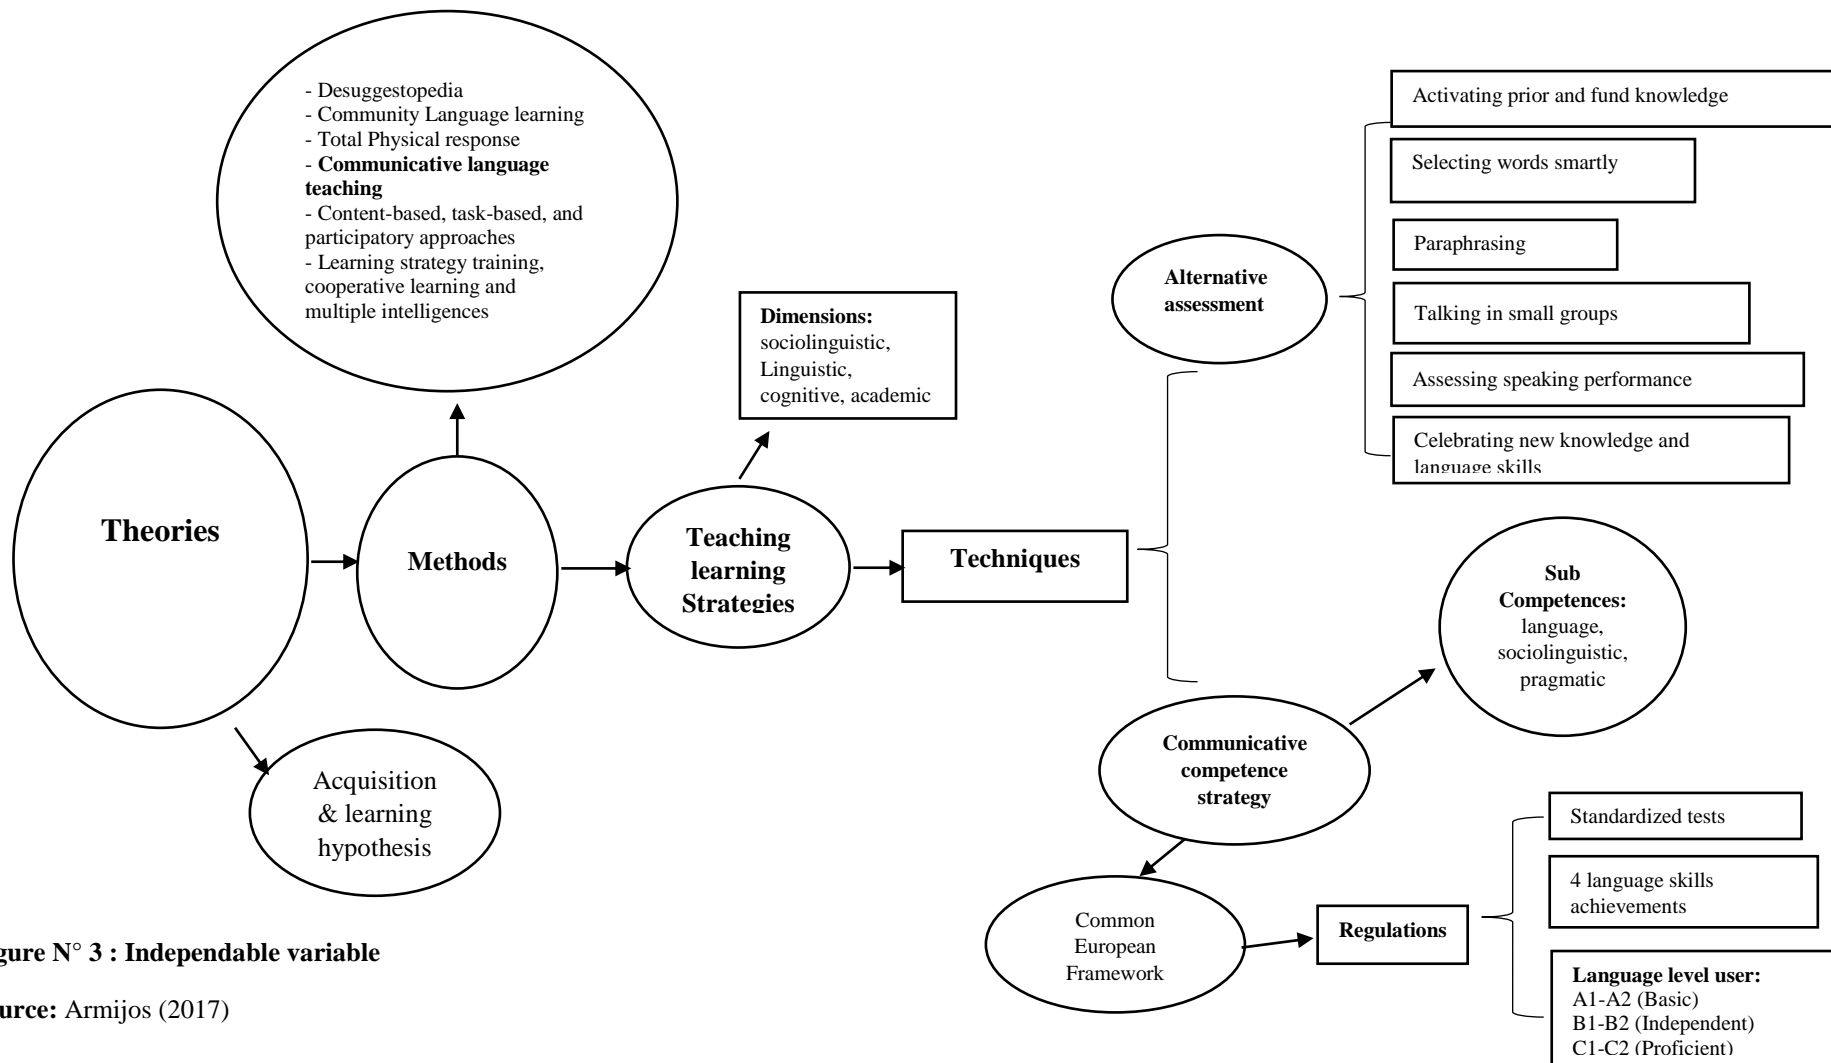 - Desuggestopedia
- Community Language learning
- Total Physical response
- Communicative language
teaching
- Content-based, task-based, and
participatory approaches
- Learning strategy training,
cooperative learning and
multiple intelligences
Theories
Methods
Acquisition
& learning
hypothesis
Dimensions:
sociolinguistic,
Linguistic,
cognitive, academic
Teaching
learning
Strategies
Techniques
Alternative
assessment
Activating prior and fund knowledge
Selecting words smartly
Paraphrasing
Talking in small groups
Assessing speaking performance
Celebrating new knowledge and
language skills
Communicative
competence
strategy
Sub
Competences:
language,
sociolinguistic,
pragmatic
Common
European
Framework
Regulations
Standardized tests
4 language skills
achievements
Language level user:
A1-A2 (Basic)
B1-B2 (Independent)
C1-C2 (Proficient)
gure N° 3 : Independable variable
urce: Armijos (2017)